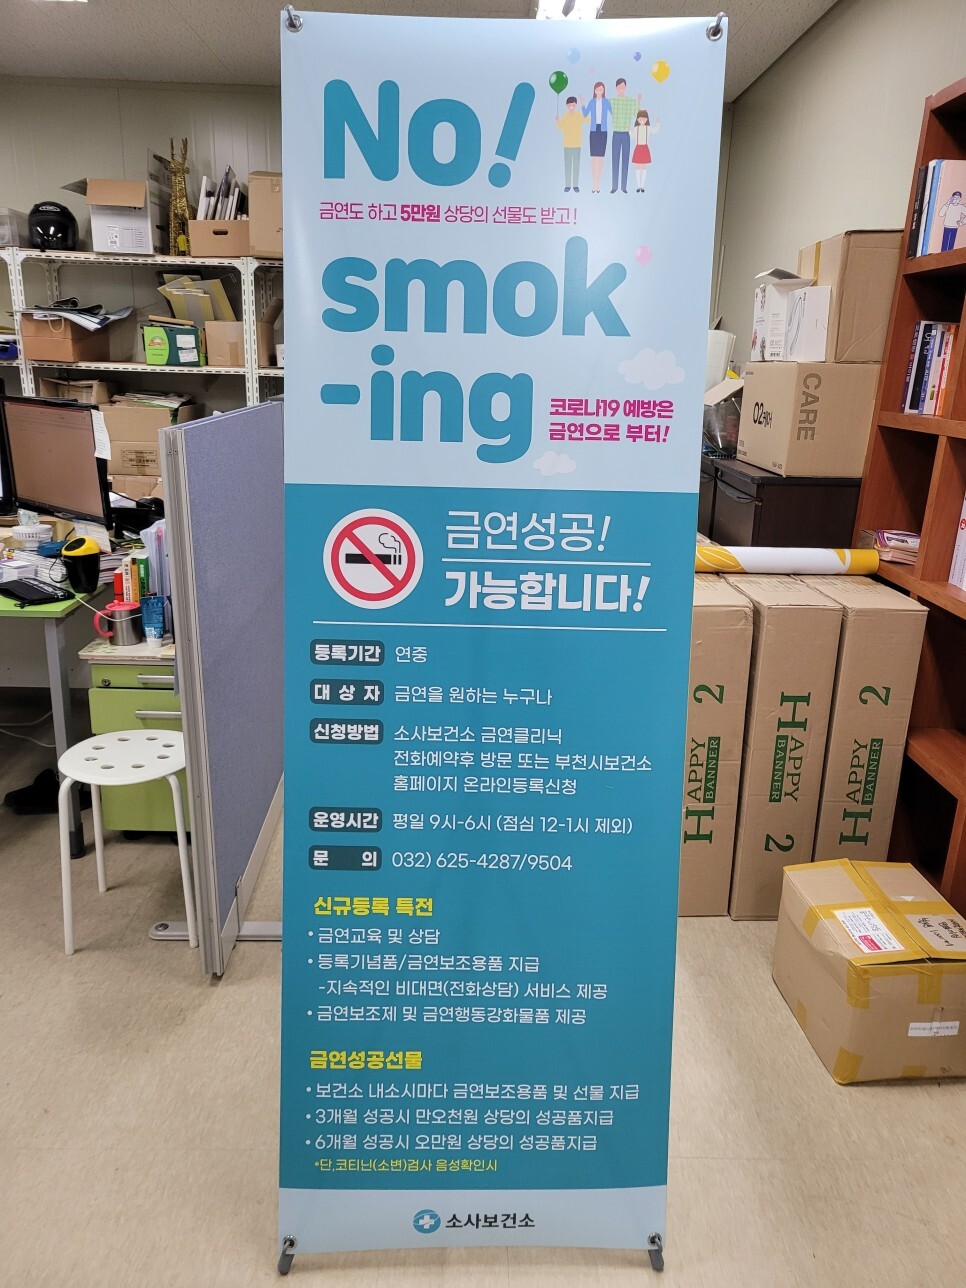 No!
금연도 하고 5만원 상당의 선물도 받고!
smok
-ing
코로나19 예방은
금연으로 부터!
금연성공!
가능합니다!
등록기간 연중
대 상 자 금연을 원하는 누구나
신청방법 소사보건소 금연클리닉
전화예약후 방문 또는 부천시보건소
홈페이지 온라인등록신청
운영시간 평일 9시-6시 (점심 12-1시 제외)
문 의 032) 625-4287/9504
신규등록 특전
• 금연교육 및 상담
• 등록기념품/금연보조용품 지급
-지속적인 비대면(전화상담) 서비스 제공
• 금연보조제 및 금연행동강화물품 제공
금연성공선물
• 보건소 내소시마다 금연보조용품 및 선물 지급
• 3개월 성공시 만오천원 상당의 성공품지급
• 6개월 성공시 오만원 상당의 성공품지급
*단,코티닌(소변)검사 음성확인시
소사보건소
CARE
O2케어
HAPPY BANNER 2
HAPPY BANNER 2
HAPPY BANNER 2